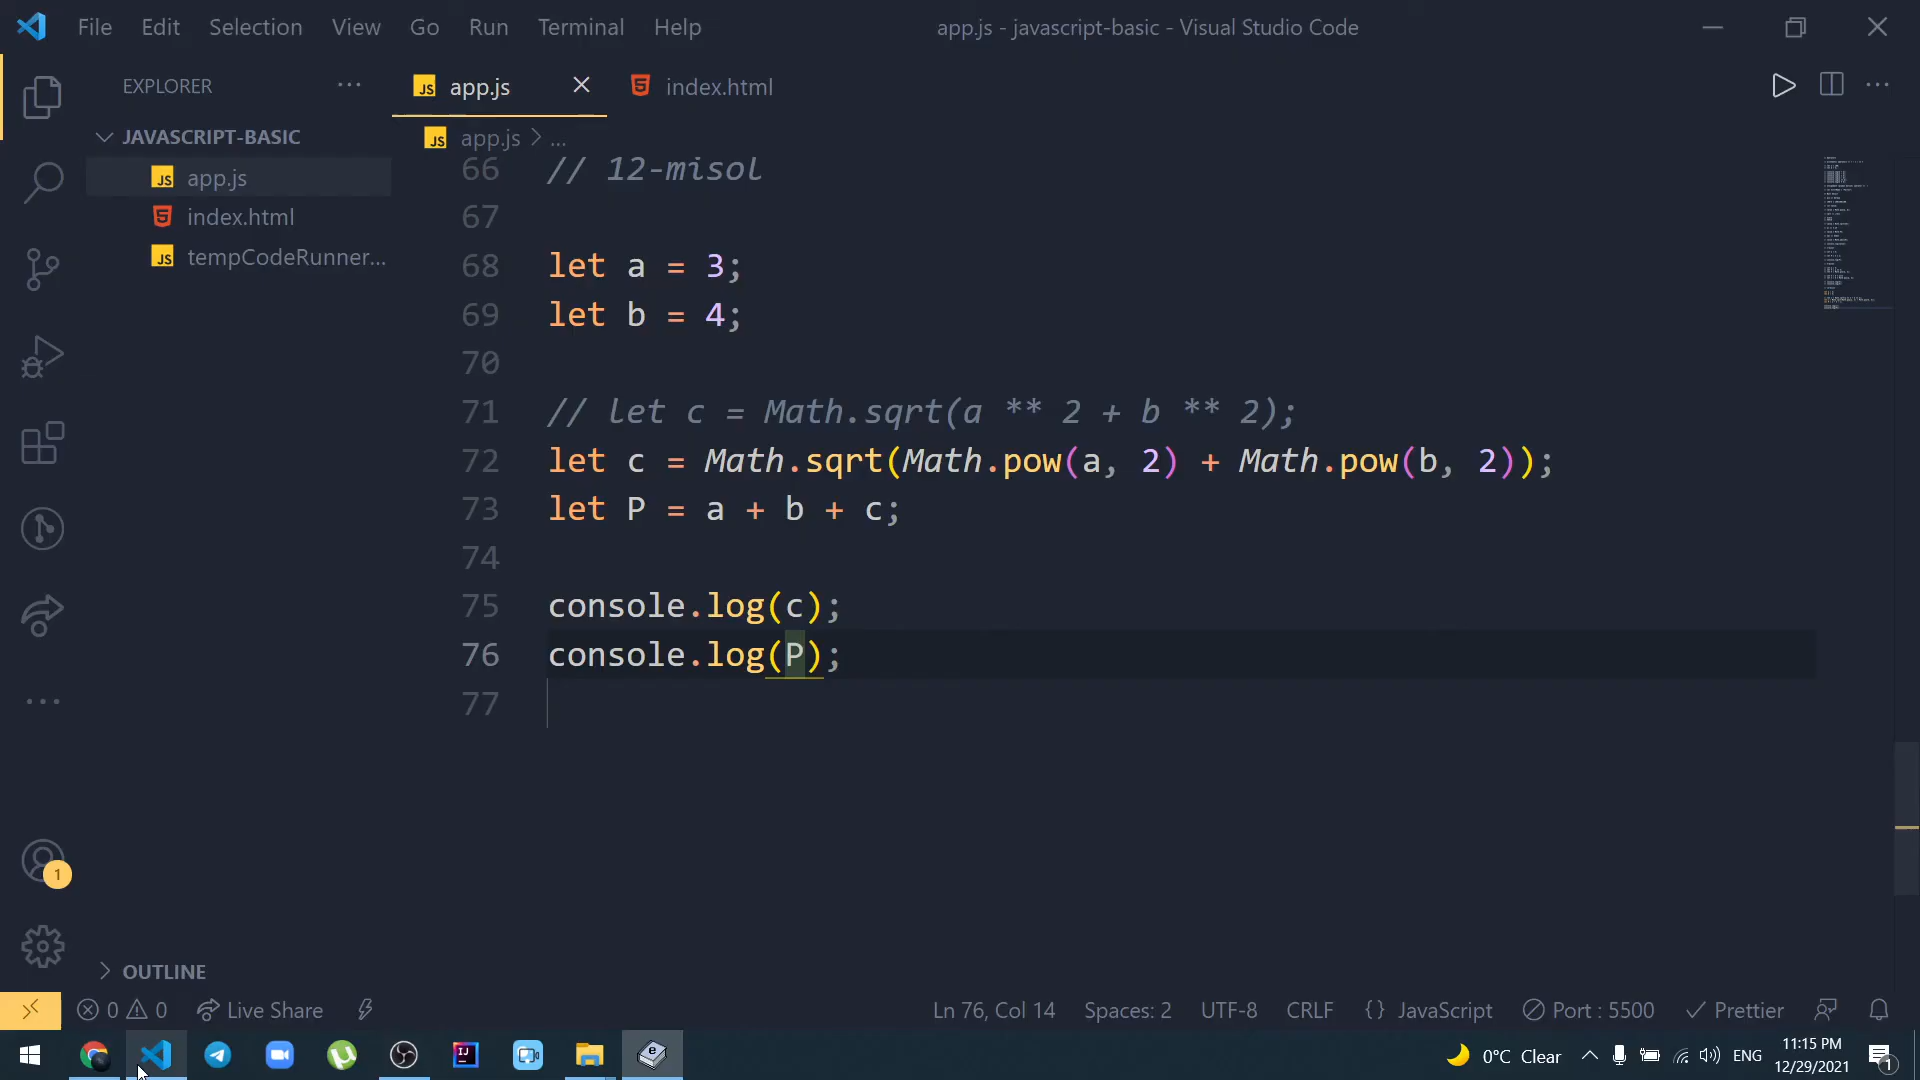 File Edit Selection View Go Run Terminal Help
app.js - javascript-basic - Visual Studio Code
EXPLORER ...
JAVASCRIPT-BASIC
app.js
index.html
tempCodeRunner...
app.js index.html
app.js > ...
66 // 12-misol
67
68 let a = 3;
69 let b = 4;
70
71 // let c = Math.sqrt(a ** 2 + b ** 2);
72 let c = Math.sqrt(Math.pow(a, 2) + Math.pow(b, 2));
73 let P = a + b + c;
74
75 console.log(c);
76 console.log(P);
77
1
OUTLINE
0 0 Live Share Ln 76, Col 14 Spaces: 2 UTF-8 CRLF {} JavaScript Port : 5500 Prettier
0°C Clear ENG 11:15 PM
12/29/2021
1